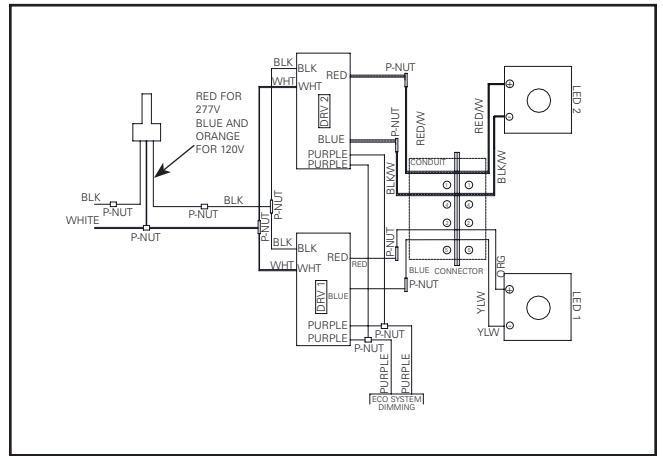 BLK
BLK
P-NUT
RED
WHT
WHT
RED FOR
277V
BLUE AND
ORANGE
FOR 120V
DRV 2
BLUE
PURPLE
PURPLE
P-NUT
RED/W
RED/W
BLK/W
BLK/W
LED 2
CONDUIT
BLK
P-NUT
WHITE
P-NUT
P-NUT
BLK
P-NUT
P-NUT
BLK
BLK
WHT
WHT
RED
RED
DRV 1
BLUE
P-NUT
BLUE
CONNECTOR
P-NUT
ORG
YLW
YLW
LED 1
PURPLE
PURPLE
P-NUT
P-NUT
PURPLE
PURPLE
ECO SYSTEM
DIMMING